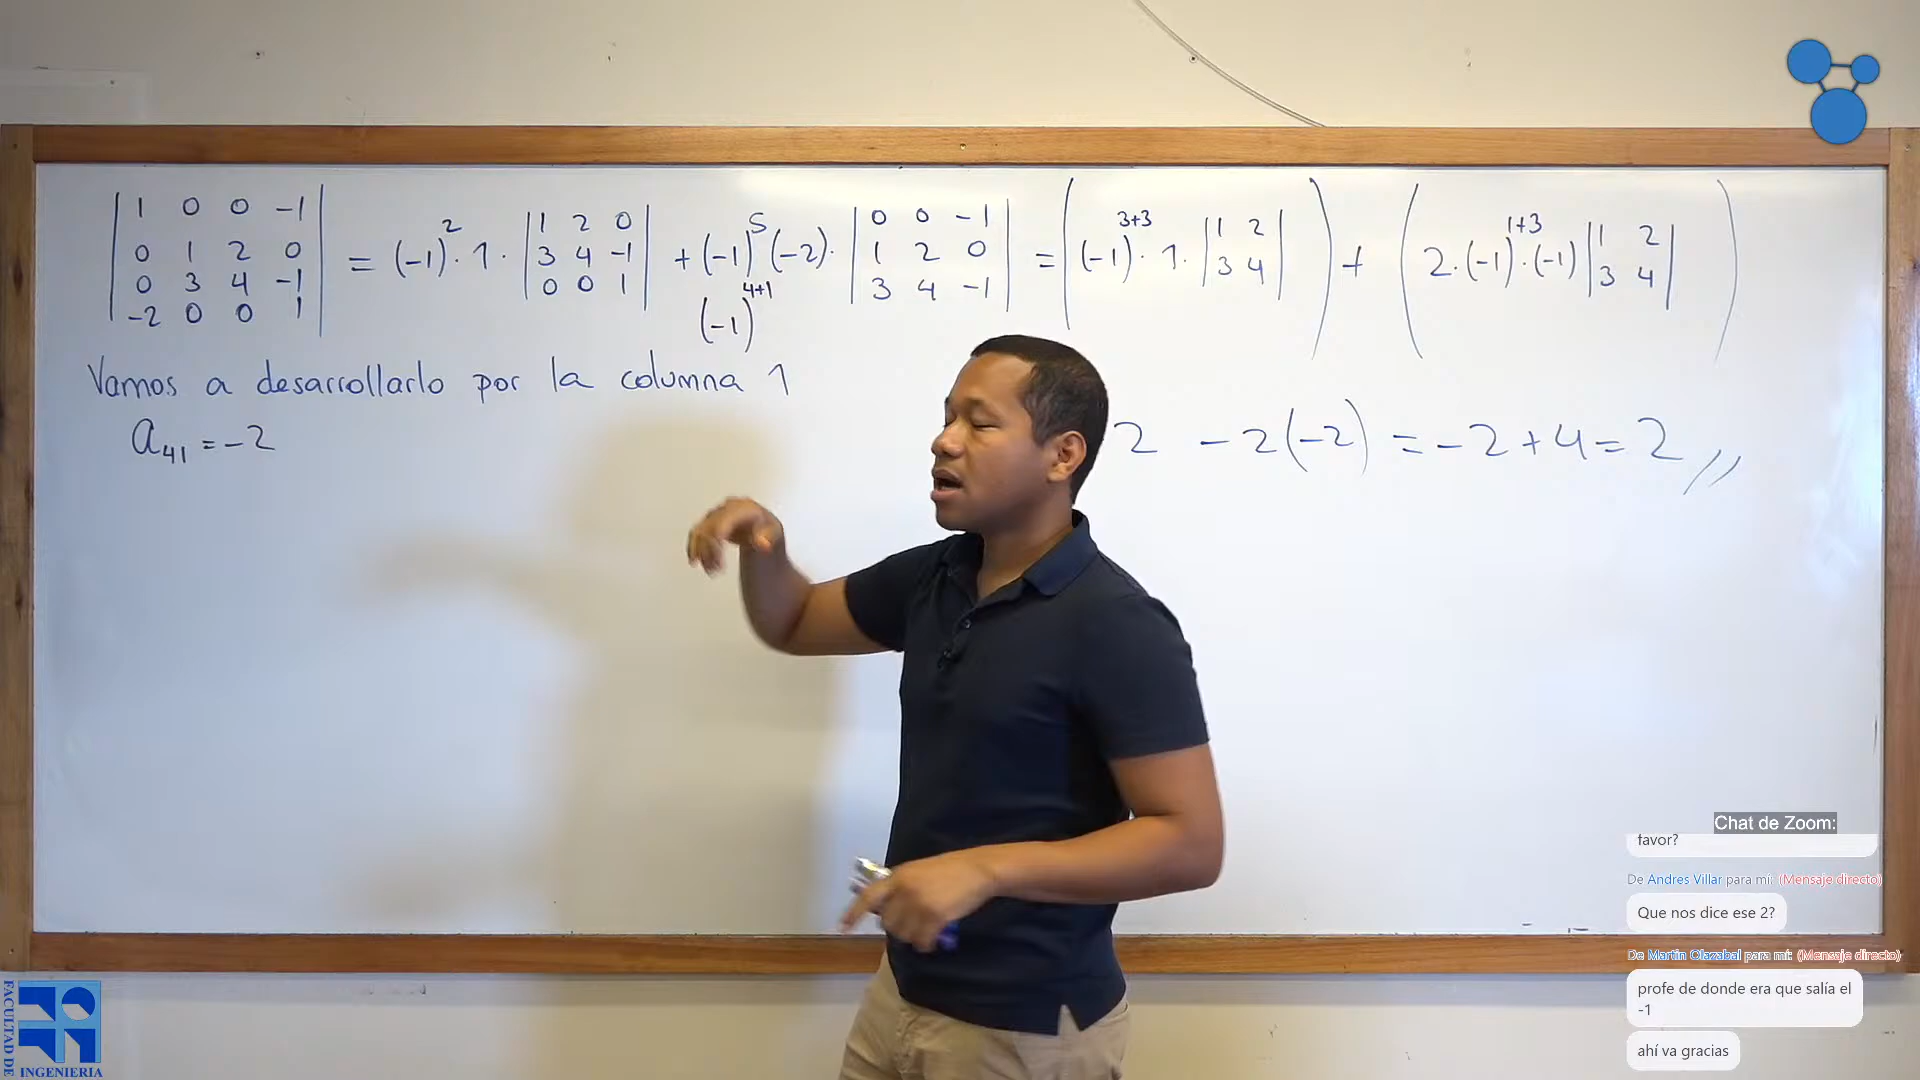 |1 0 0 -1| = (-1)² · 1 · |1 2 0| + (-1)⁵ (-2) · |0 0 -1| = ((-1)³⁺³ · 1 · |1 2|) + (2 · (-1)¹⁺³ · (-1) |1 2|)
|0 1 2 0| |3 4 -1| |1 2 0| |3 4| |3 4|
|0 3 4 -1| |0 0 1| (-1)⁴⁺¹ |3 4 -1|
|-2 0 0 1|
Vamos a desarrollarlo por la columna 1
a₄₁ = -2
2 - 2(-2) = -2 + 4 = 2 //
Chat de Zoom:
favor?
De Andres Villar para mí: (Mensaje directo)
Que nos dice ese 2?
De Martin Olazabal para mí: (Mensaje directo)
profe de donde era que salía el
-1
ahí va gracias
FACULTAD DE
INGENIERIA